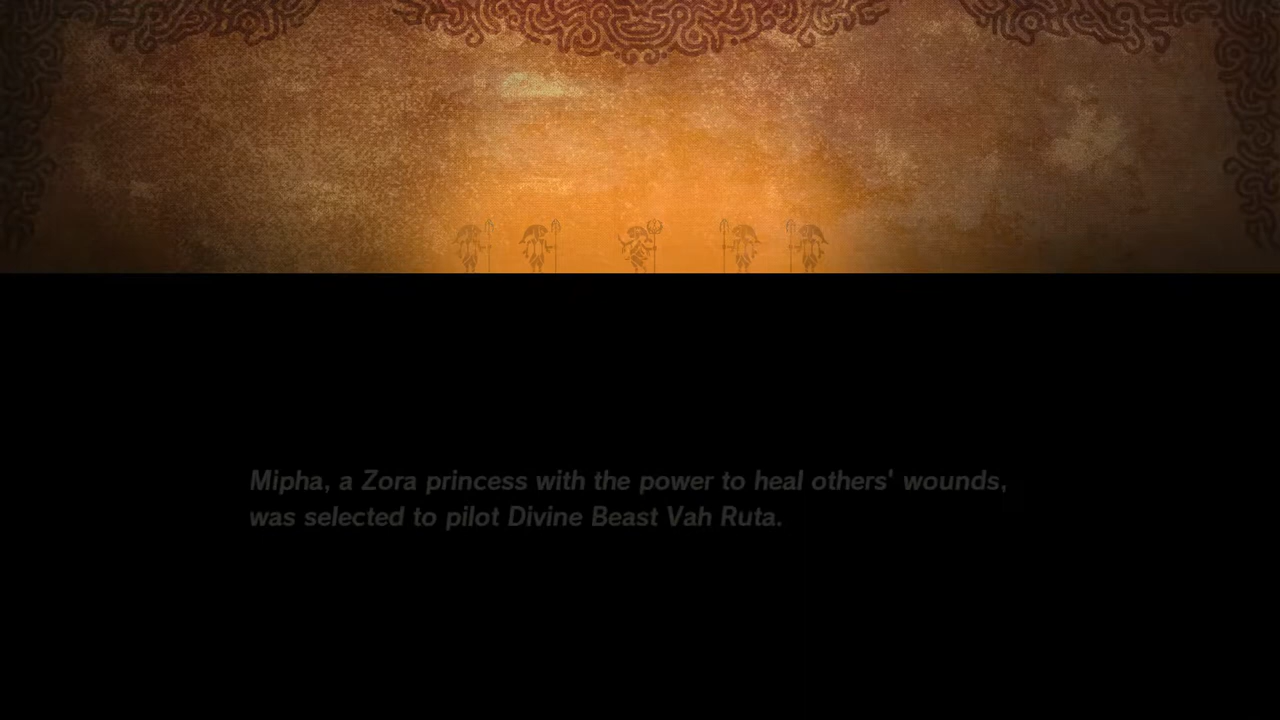 Mipha, a Zora princess with the power to heal others' wounds,
was selected to pilot Divine Beast Vah Ruta.